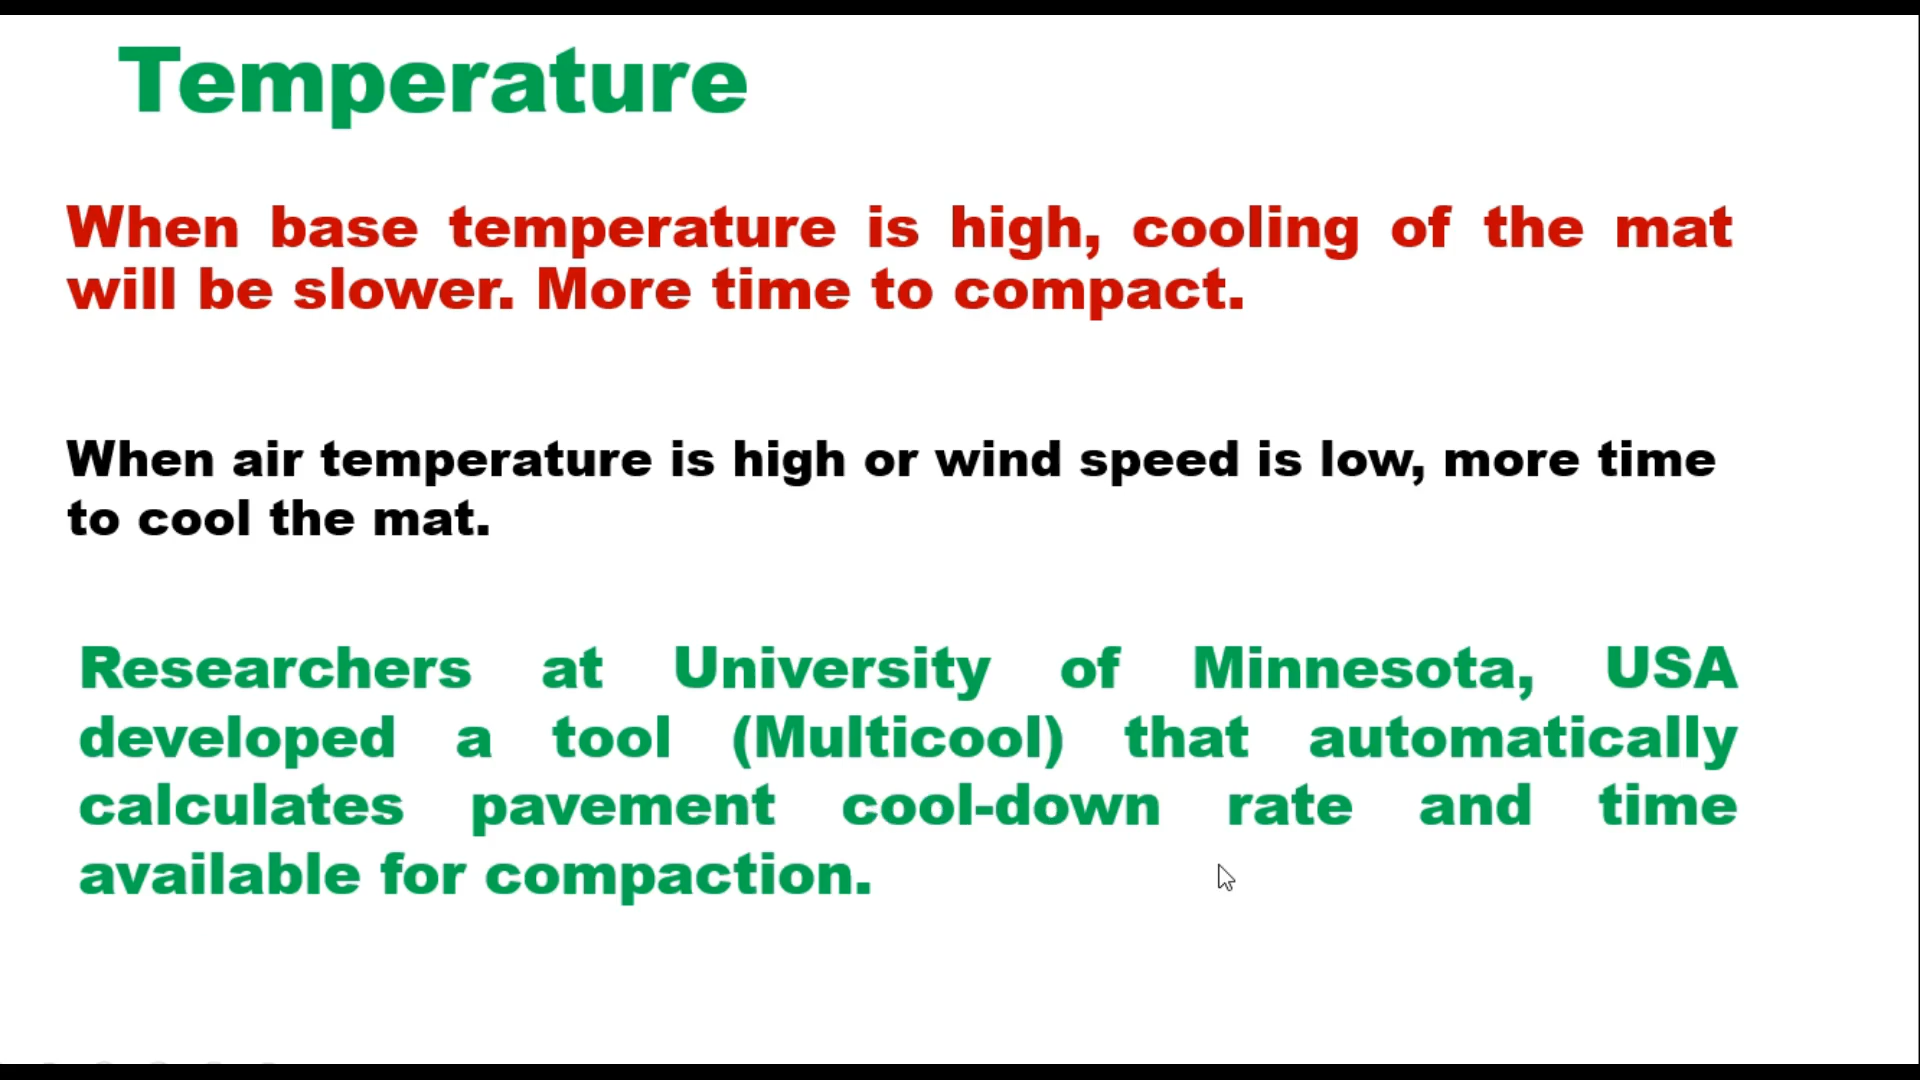 Temperature
When base temperature is high, cooling of the mat
will be slower. More time to compact.
When air temperature is high or wind speed is low, more time
to cool the mat.
Researchers at University of Minnesota, USA
developed a tool (Multicool) that automatically
calculates pavement cool-down rate and time
available for compaction.